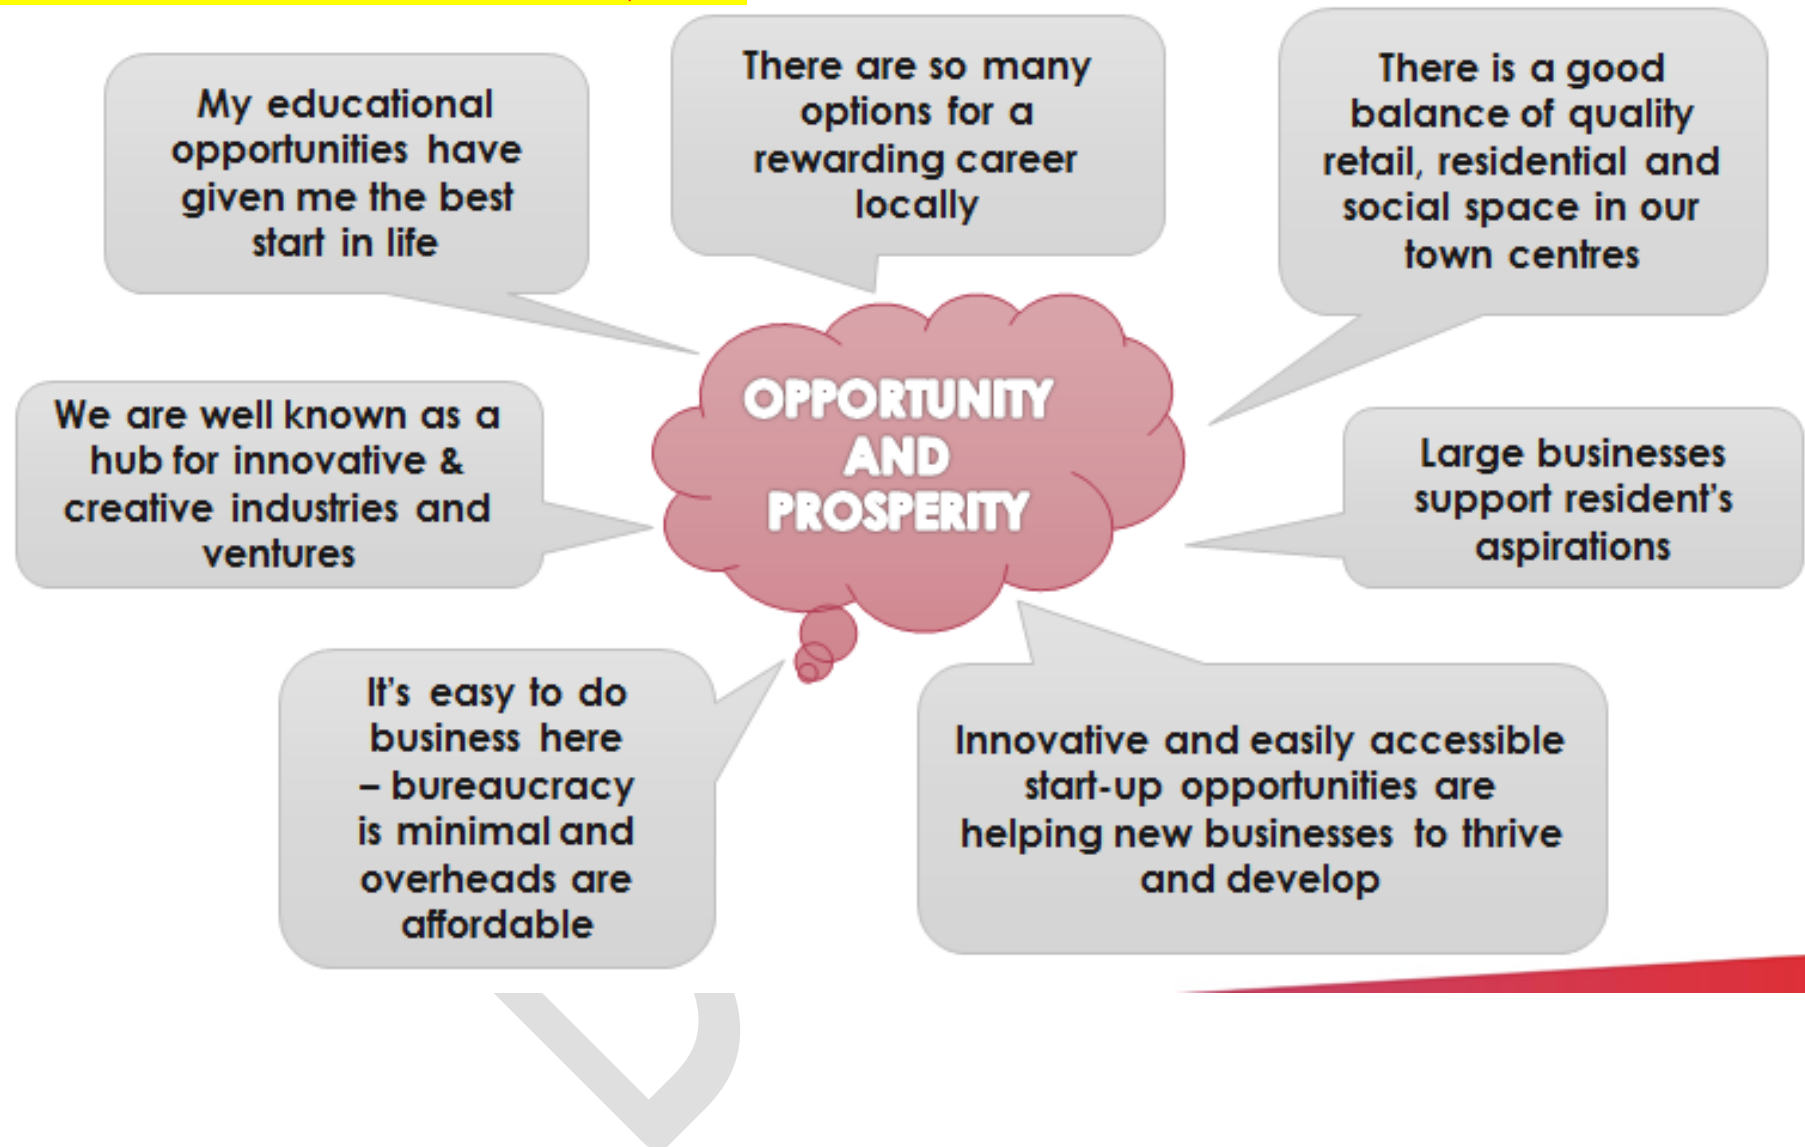 My educational
opportunities have
given me the best
start in life
There are so many
options for a
rewarding career
locally
There is a good
balance of quality
retail, residential and
social space in our
town centres
We are well known as a
hub for innovative &
creative industries and
ventures
OPPORTUNITY
AND
PROSPERITY
Large businesses
support resident's
aspirations
It's easy to do
business here
– bureaucracy
is minimal and
overheads are
affordable
Innovative and easily accessible
start-up opportunities are
helping new businesses to thrive
and develop